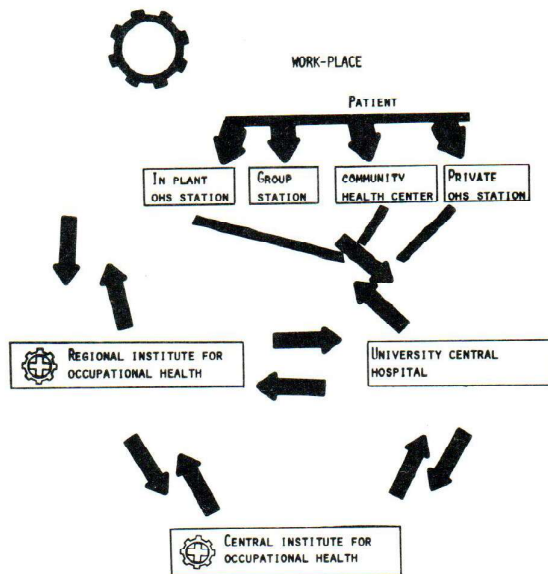 WORK-PLACE
PATIENT
IN PLANT
OHS STATION
GROUP
STATION
COMMUNITY
HEALTH CENTER
PRIVATE
OHS STATION
REGIONAL INSTITUTE FOR
OCCUPATIONAL HEALTH
UNIVERSITY CENTRAL
HOSPITAL
CENTRAL INSTITUTE FOR
OCCUPATIONAL HEALTH